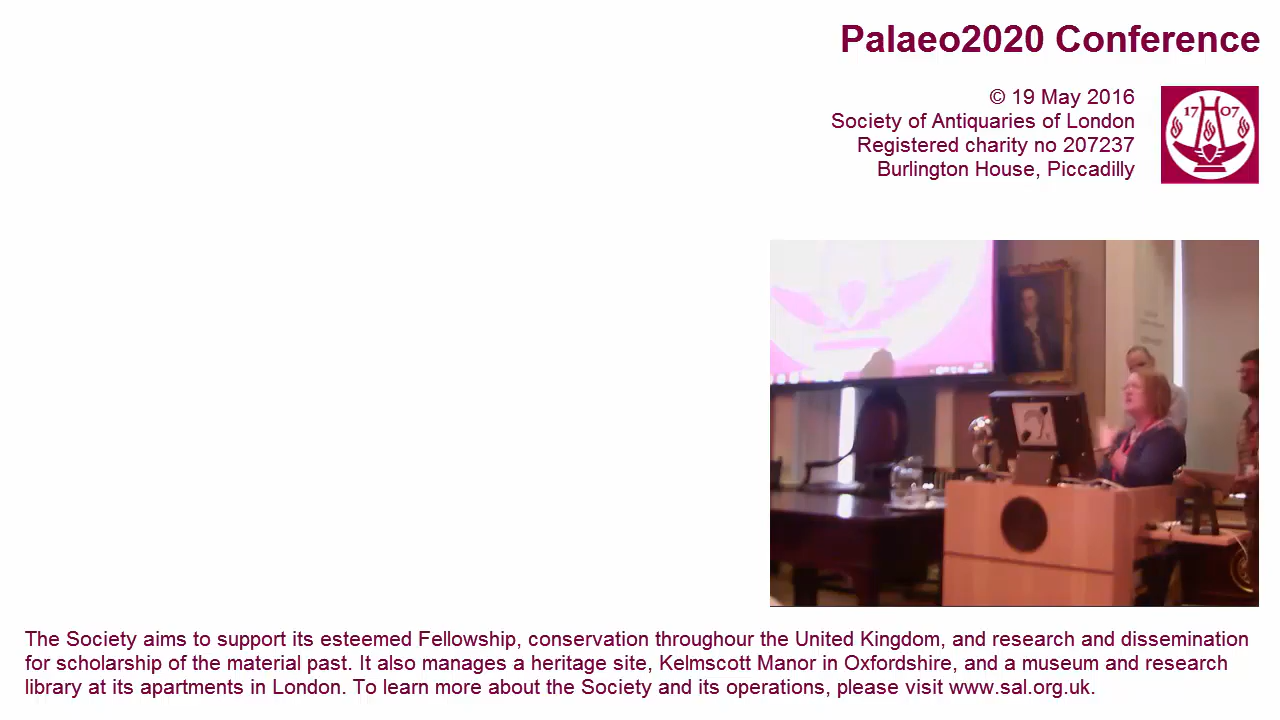 Palaeo2020 Conference
© 19 May 2016
Society of Antiquaries of London
Registered charity no 207237
Burlington House, Piccadilly
17 07
The Society aims to support its esteemed Fellowship, conservation throughour the United Kingdom, and research and dissemination
for scholarship of the material past. It also manages a heritage site, Kelmscott Manor in Oxfordshire, and a museum and research
library at its apartments in London. To learn more about the Society and its operations, please visit www.sal.org.uk.